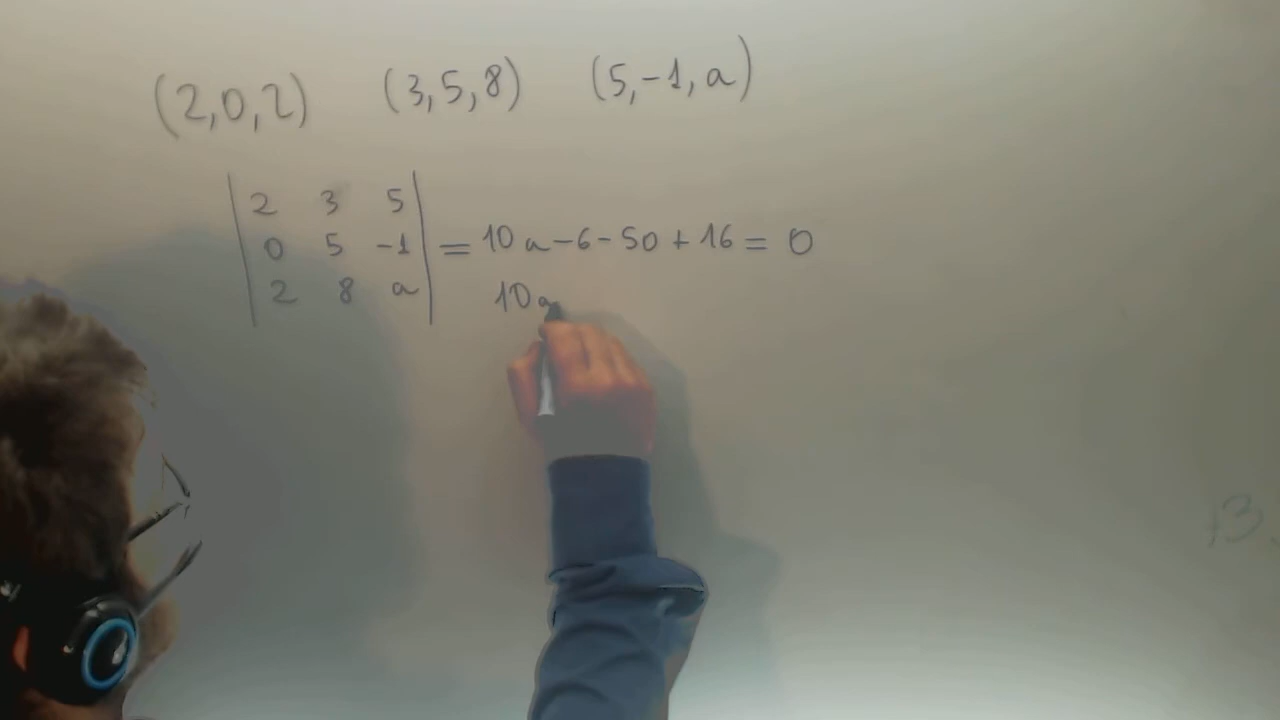 (2,0,2) (3,5,8) (5,-1,a)
| 2 3 5 |
| 0 5 -1 | = 10a-6-50+16=0
| 2 8 a |
10a
13